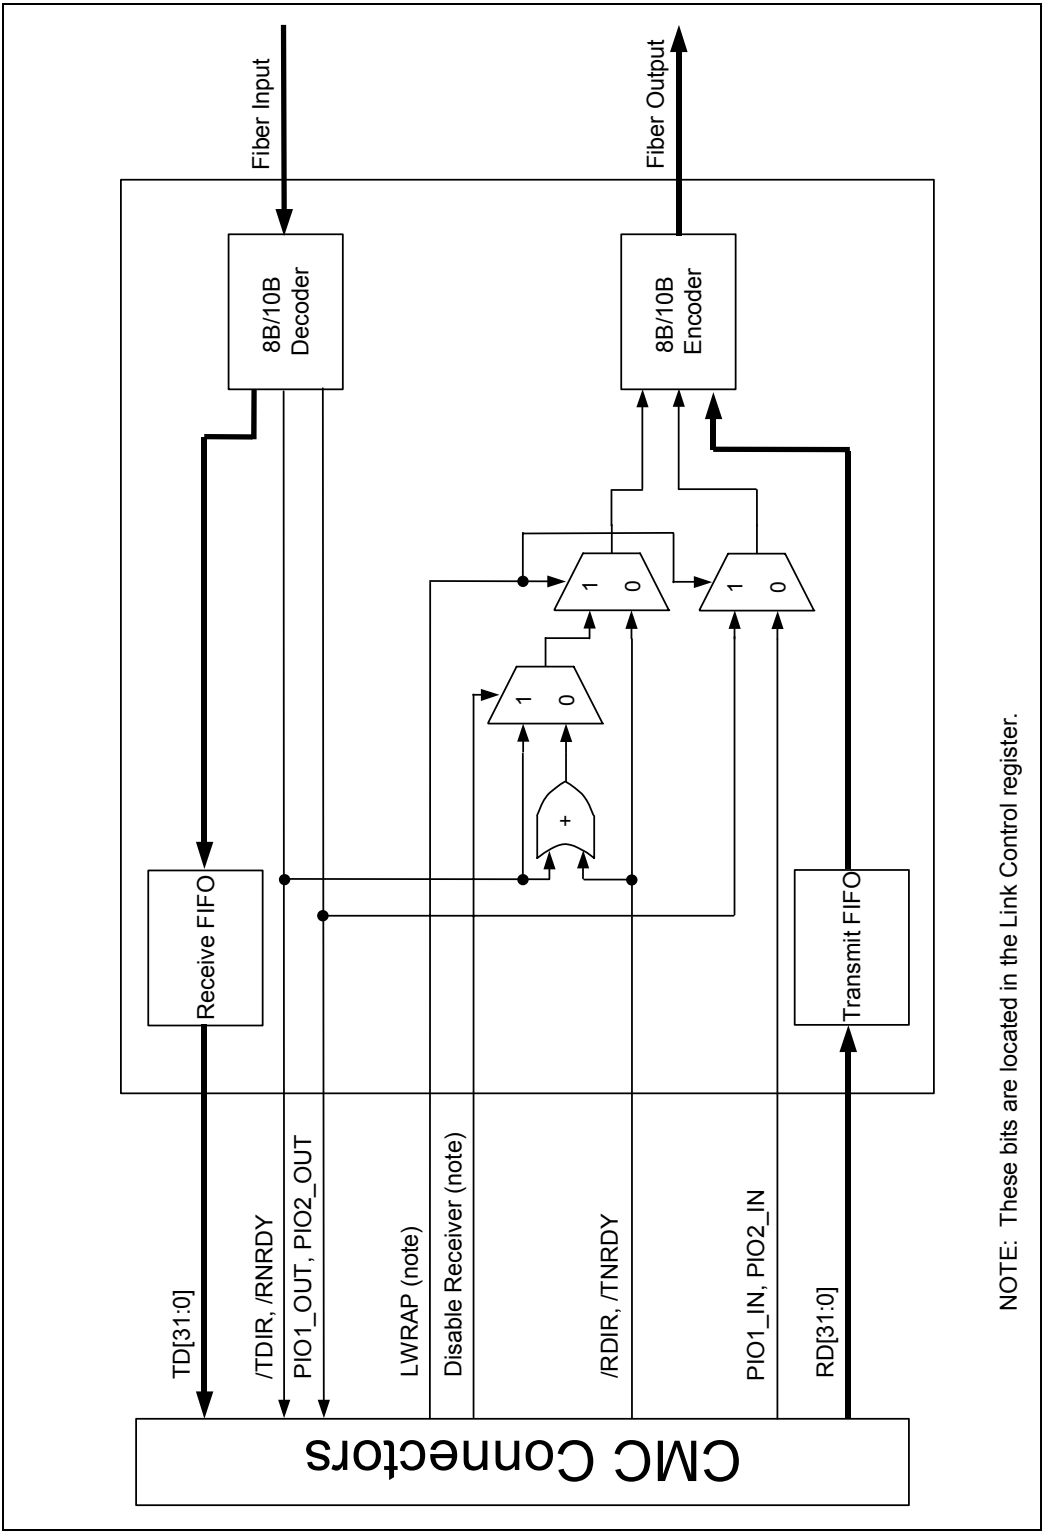 TD[31:0]
/TDIR, /RNRDY
PIO1_OUT, PIO2_OUT
LWRAP (note)
Disable Receiver (note)
/RDIR, /TNRDY
PIO1_IN, PIO2_IN
RD[31:0]
CMC Connectors
Receive FIFO
Transmit FIFO
+
1
0
1
0
1
0
8B/10B
Decoder
8B/10B
Encoder
Fiber Input
Fiber Output
NOTE: These bits are located in the Link Control register.